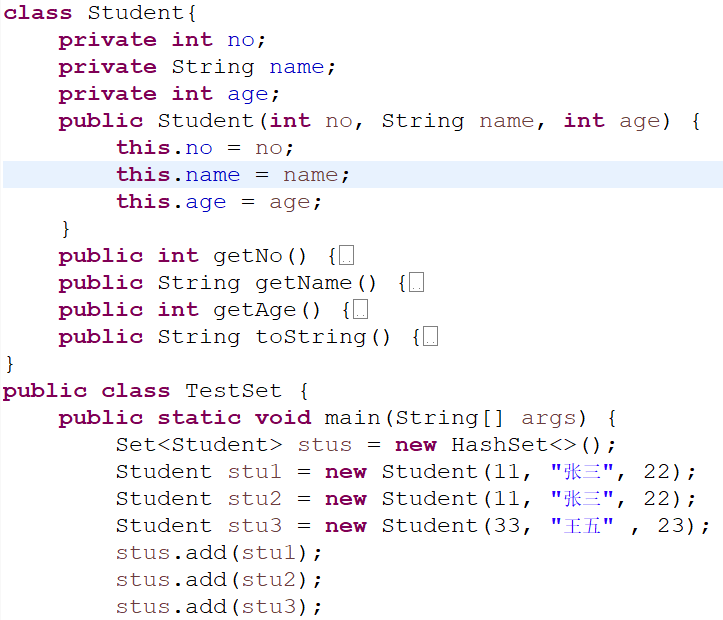 class Student{
    private int no;
    private String name;
    private int age;
    public Student(int no, String name, int age) {
        this.no = no;
        this.name = name;
        this.age = age;
    }
    public int getNo() {..
    public String getName() {..
    public int getAge() {..
    public String toString() {..
}
public class TestSet {
    public static void main(String[] args) {
        Set<Student> stus = new HashSet<>();
        Student stu1 = new Student(11, "张三", 22);
        Student stu2 = new Student(11, "张三", 22);
        Student stu3 = new Student(33, "王五" , 23);
        stus.add(stu1);
        stus.add(stu2);
        stus.add(stu3);